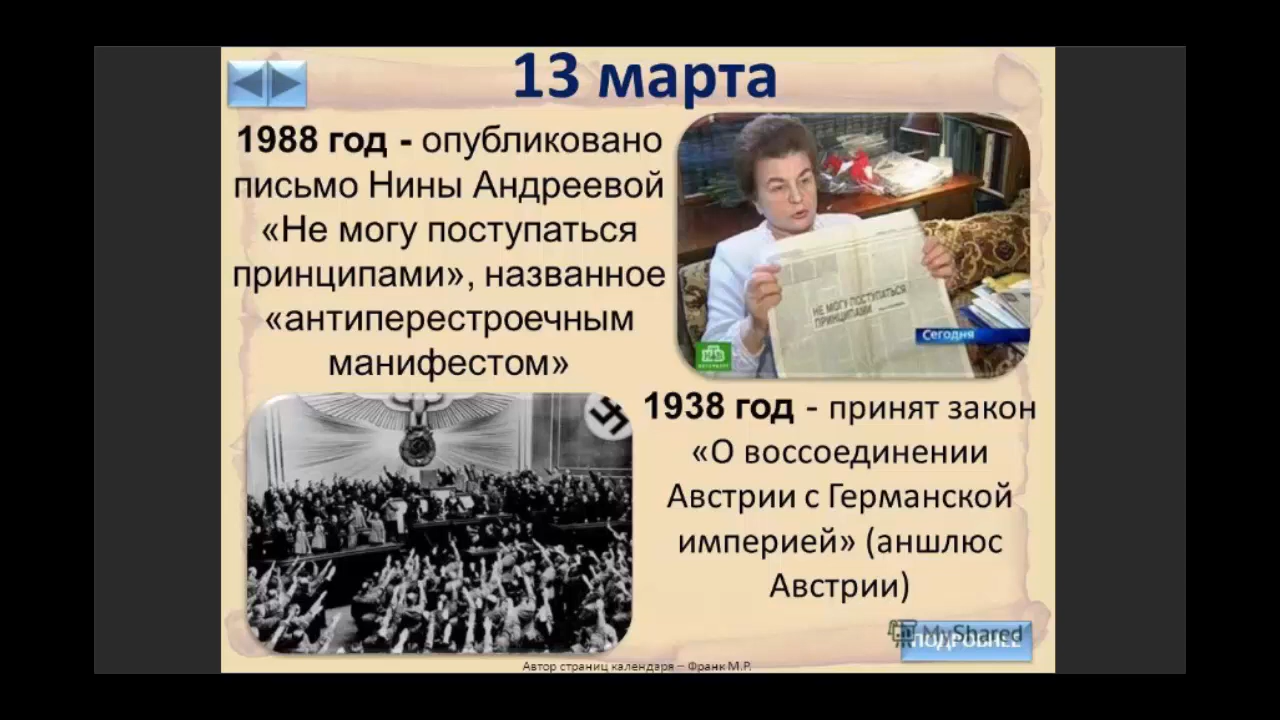 13 марта
1988 год - опубликовано
письмо Нины Андреевой
«Не могу поступаться
принципами», названное
«антиперестроечным
манифестом»
НЕ МОГУ ПОСТУПАТЬСЯ
ПРИНЦИПАМИ
Сегодня
1938 год - принят закон
«О воссоединении
Австрии с Германской
империей» (аншлюс
Австрии)
MyShared
ПОДРОБНЕЕ
Автор страниц календаря – Франк М.Р.